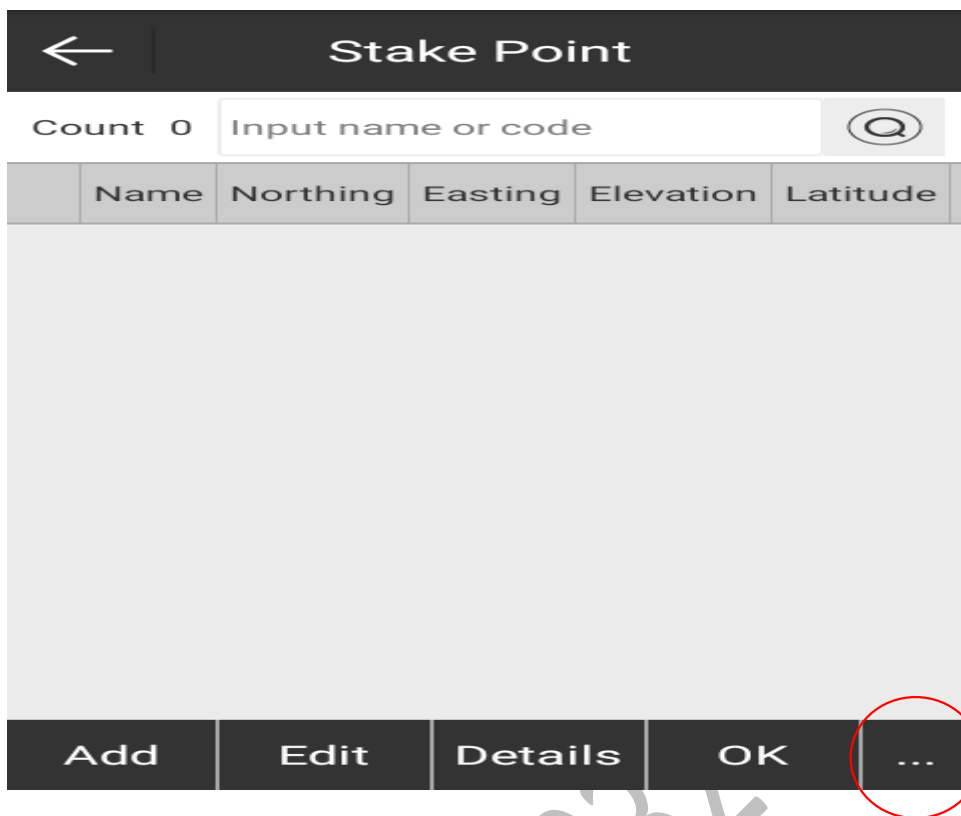 Stake Point
Count 0 Input name or code
Name Northing Easting Elevation Latitude
Add Edit Details OK ...